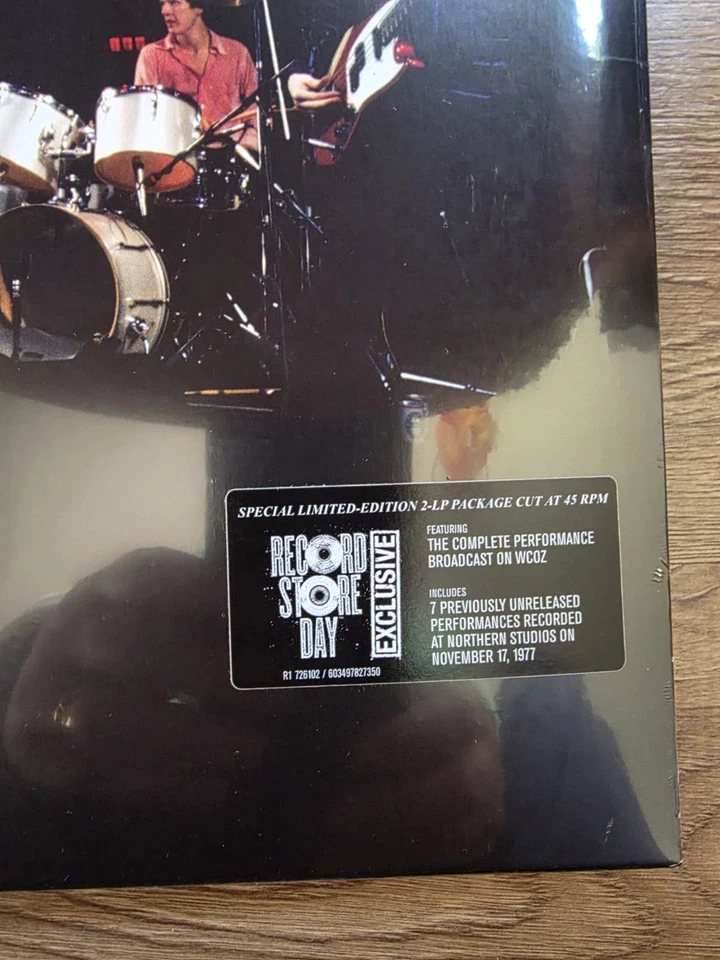 SPECIAL LIMITED-EDITION 2-LP PACKAGE CUT AT 45 RPM
RECORD
STORE
DAY
EXCLUSIVE
R1 726102 / 603497827350
FEATURING
THE COMPLETE PERFORMANCE
BROADCAST ON WCOZ
INCLUDES
7 PREVIOUSLY UNRELEASED
PERFORMANCES RECORDED
AT NORTHERN STUDIOS ON
NOVEMBER 17, 1977